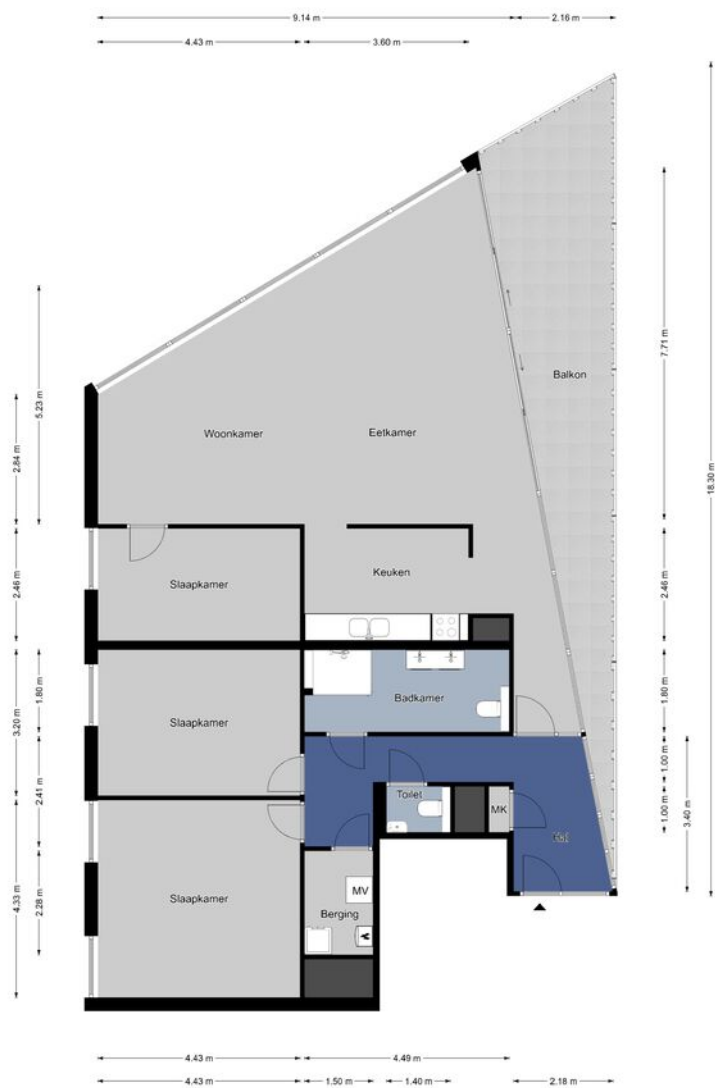 9.14 m
2.16 m
4.43 m
3.60 m
18.30 m
7.71 m
5.23 m
2.84 m
Balkon
Woonkamer
Eetkamer
2.46 m
Slaapkamer
Keuken
2.46 m
3.20 m
1.80 m
Slaapkamer
Badkamer
1.80 m
2.41 m
1.00 m
1.00 m
3.40 m
Toilet
MK
Hal
4.33 m
2.28 m
Slaapkamer
MV
Berging
4.43 m
4.49 m
4.43 m
1.50 m
1.40 m
2.18 m